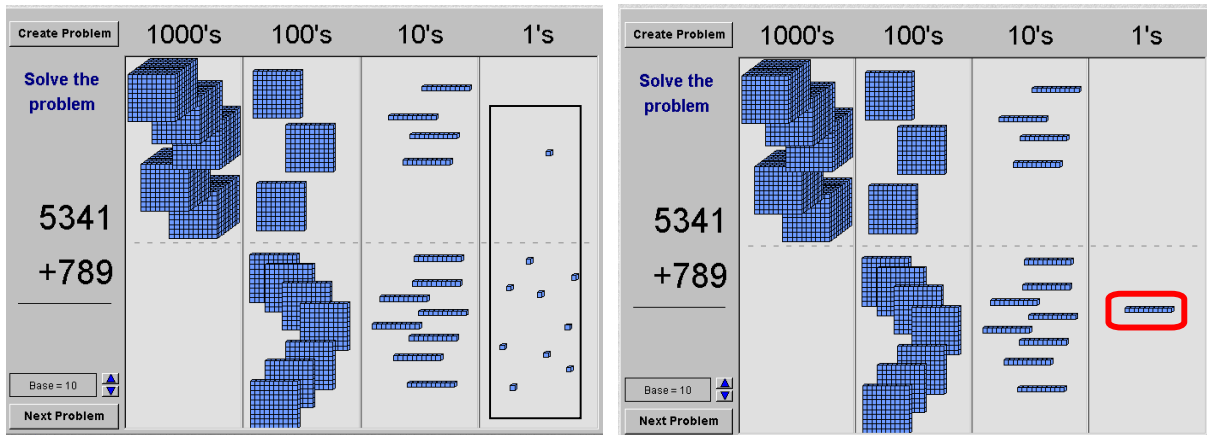 Create Problem 1000's 100's 10's 1's
Solve the
problem
5341
+789
Base = 10
Next Problem
Create Problem 1000's 100's 10's 1's
Solve the
problem
5341
+789
Base = 10
Next Problem